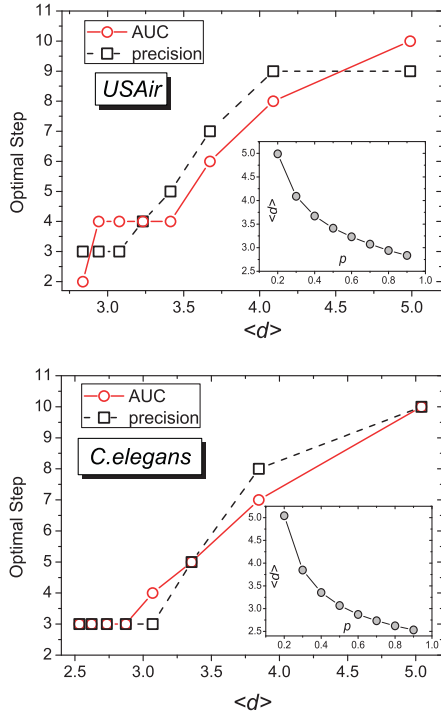 11
10
9
8
7
6
5
4
3
2
Optimal Step
AUC
precision
USAir
5.0
4.5
4.0
3.5
3.0
2.5
<d>
0.2 0.4 0.6 0.8 1.0
p
3.0 3.5 4.0 4.5 5.0
<d>
11
10
9
8
7
6
5
4
3
2
1
Optimal Step
AUC
precision
C.elegans
5.0
4.5
4.0
3.5
3.0
2.5
<d>
0.2 0.4 0.6 0.8 1.0
p
2.5 3.0 3.5 4.0 4.5 5.0
<d>